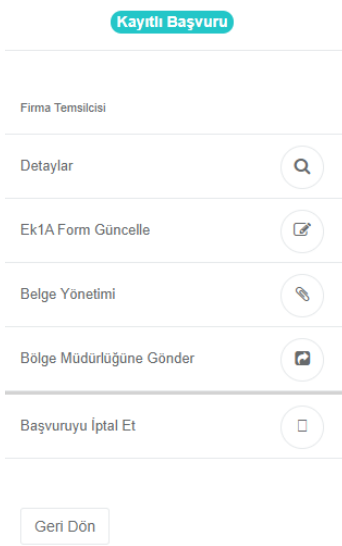 Kayıtlı Başvuru
Firma Temsilcisi
Detaylar
Ek1A Form Güncelle
Belge Yönetimi
Bölge Müdürlüğüne Gönder
Başvuruyu İptal Et
Geri Dön